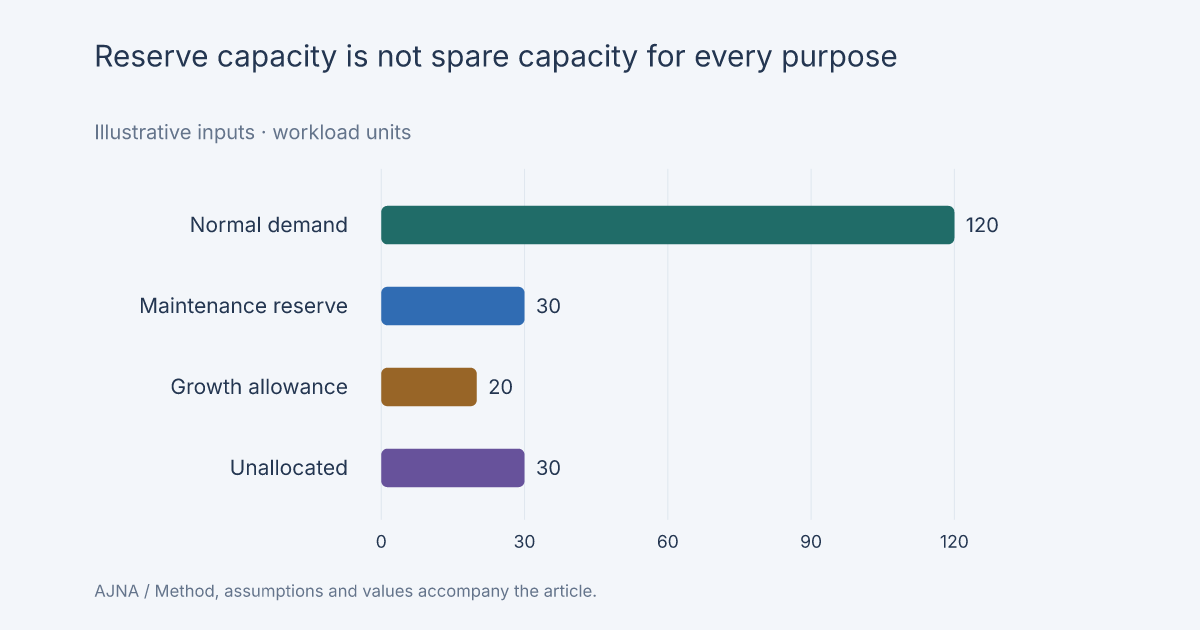 Reserve capacity is not spare capacity for every purpose
Illustrative inputs · workload units
Normal demand 120
Maintenance reserve 30
Growth allowance 20
Unallocated 30
0 30 60 90 120
AJNA / Method, assumptions and values accompany the article.